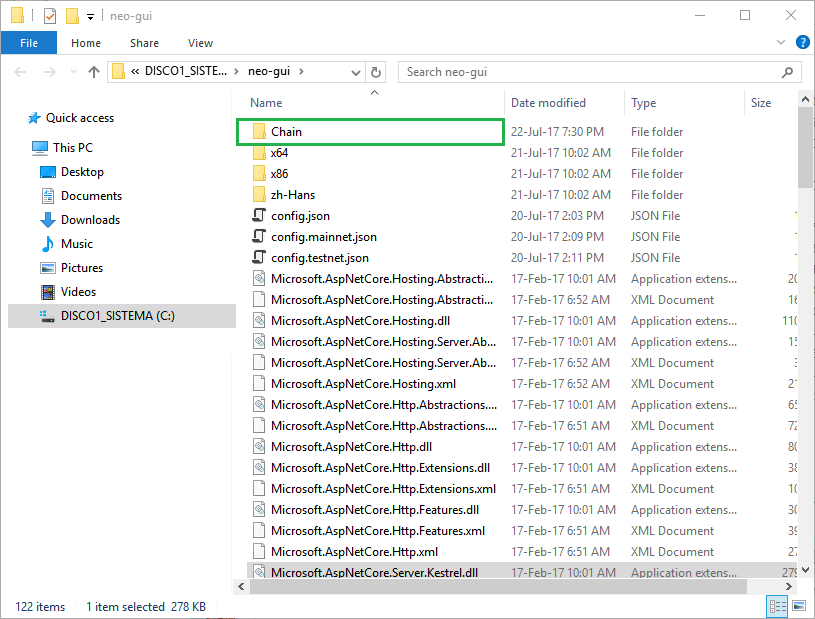 neo-gui
File Home Share View
« DISCO1_SISTE... neo-gui Search neo-gui
Name Date modified Type Size
Quick access
This PC
Desktop
Documents
Downloads
Music
Pictures
Videos
DISCO1_SISTEMA (C:)
Chain 22-Jul-17 7:30 PM File folder
x64 21-Jul-17 10:02 AM File folder
x86 21-Jul-17 10:02 AM File folder
zh-Hans 21-Jul-17 10:02 AM File folder
config.json 20-Jul-17 2:03 PM JSON File
config.mainnet.json 20-Jul-17 2:09 PM JSON File
config.testnet.json 20-Jul-17 2:11 PM JSON File
Microsoft.AspNetCore.Hosting.Abstracti... 17-Feb-17 10:01 AM Application extens... 20
Microsoft.AspNetCore.Hosting.Abstracti... 17-Feb-17 6:52 AM XML Document 16
Microsoft.AspNetCore.Hosting.dll 17-Feb-17 10:01 AM Application extens... 110
Microsoft.AspNetCore.Hosting.Server.Ab... 17-Feb-17 10:01 AM Application extens... 15
Microsoft.AspNetCore.Hosting.Server.Ab... 17-Feb-17 6:52 AM XML Document 3
Microsoft.AspNetCore.Hosting.xml 17-Feb-17 6:52 AM XML Document 21
Microsoft.AspNetCore.Http.Abstractions.... 17-Feb-17 10:01 AM Application extens... 65
Microsoft.AspNetCore.Http.Abstractions.... 17-Feb-17 6:51 AM XML Document 72
Microsoft.AspNetCore.Http.dll 17-Feb-17 10:01 AM Application extens... 80
Microsoft.AspNetCore.Http.Extensions.dll 17-Feb-17 10:01 AM Application extens... 38
Microsoft.AspNetCore.Http.Extensions.xml 17-Feb-17 6:51 AM XML Document 10
Microsoft.AspNetCore.Http.Features.dll 17-Feb-17 10:01 AM Application extens... 30
Microsoft.AspNetCore.Http.Features.xml 17-Feb-17 6:51 AM XML Document 39
Microsoft.AspNetCore.Http.xml 17-Feb-17 6:51 AM XML Document 27
Microsoft.AspNetCore.Server.Kestrel.dll 17-Feb-17 10:01 AM Application extens... 279
122 items 1 item selected 278 KB